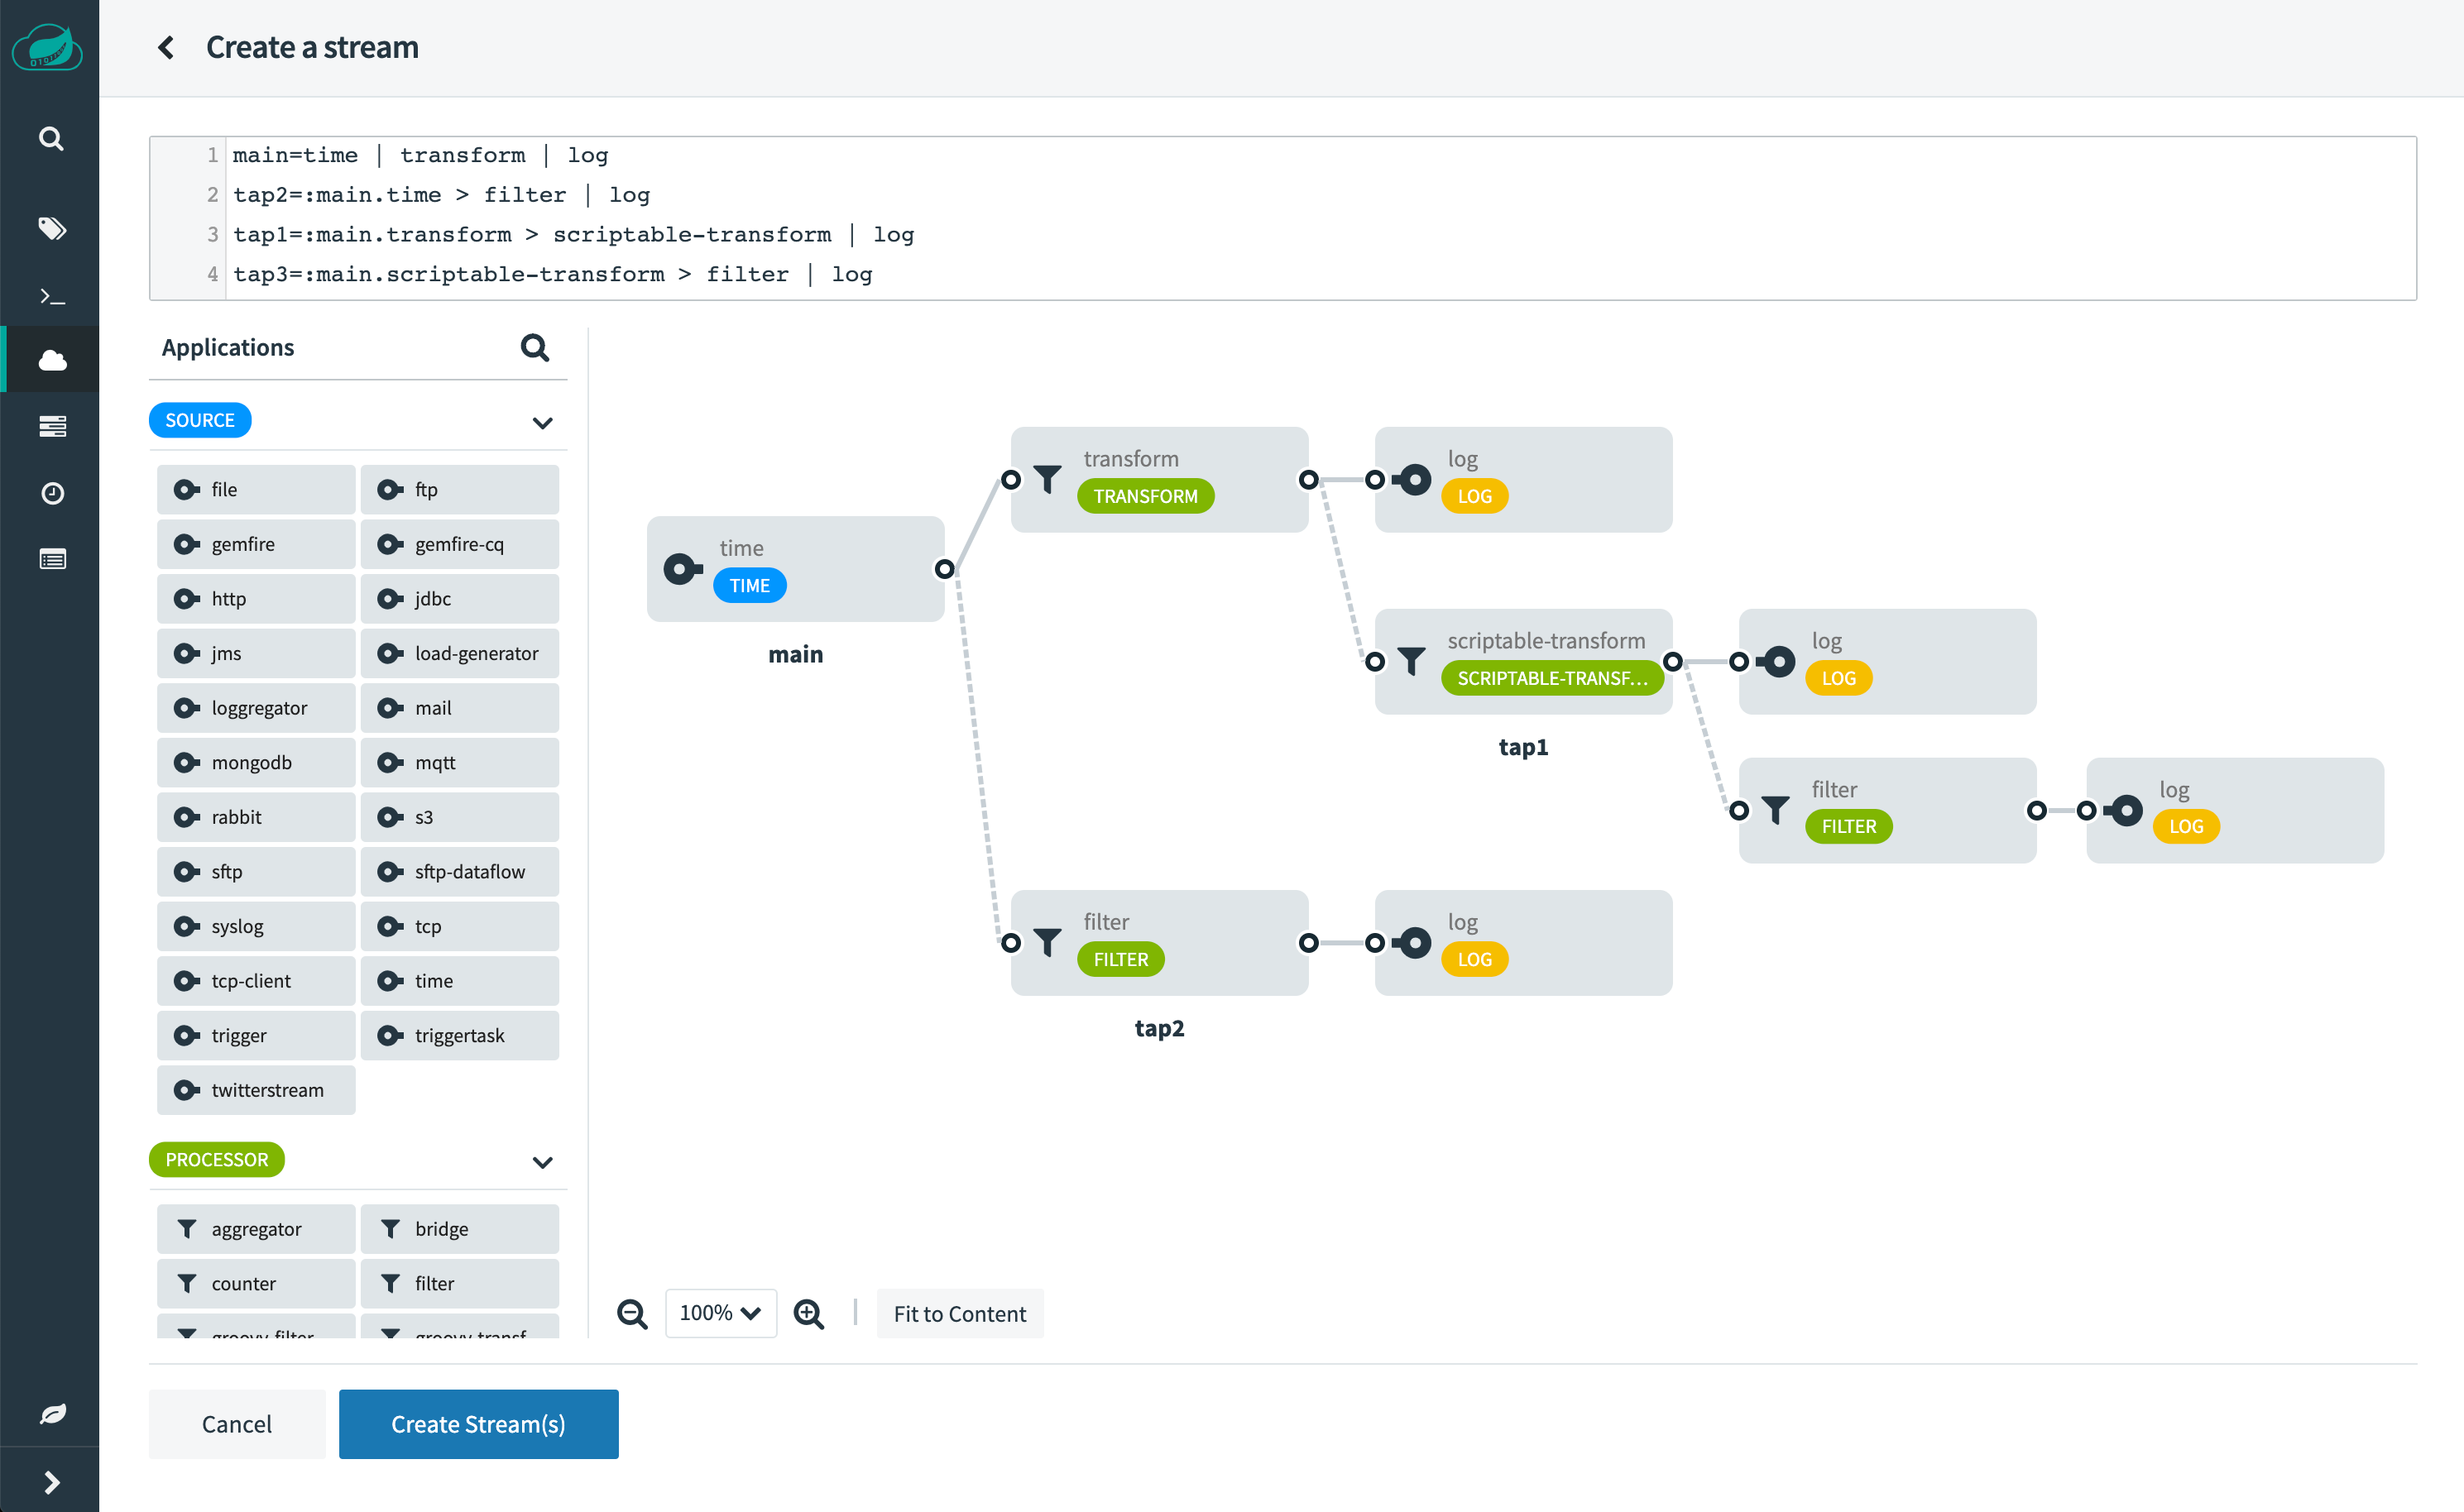 Create a stream
1 main=time | transform | log
2 tap2=:main.time > filter | log
3 tap1=:main.transform > scriptable-transform | log
4 tap3=:main.scriptable-transform > filter | log
Applications
SOURCE
file ftp
gemfire gemfire-cq
http jdbc
jms load-generator
loggregator mail
mongodb mqtt
rabbit s3
sftp sftp-dataflow
syslog tcp
tcp-client time
trigger triggertask
twitterstream
PROCESSOR
aggregator bridge
counter filter
groovy-filter groovy-transf
time
TIME
main
transform
TRANSFORM
log
LOG
scriptable-transform
SCRIPTABLE-TRANSF...
tap1
log
LOG
filter
FILTER
log
LOG
filter
FILTER
tap2
log
LOG
100%
Fit to Content
Cancel
Create Stream(s)